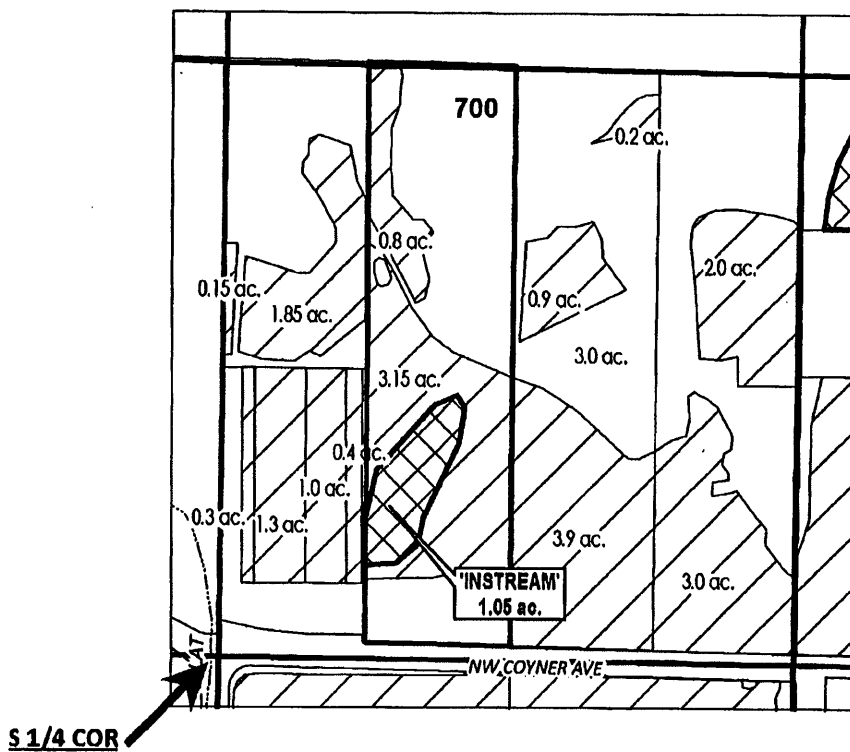 700
0.2 ac.
0.8 ac.
0.15 ac.
1.85 ac.
0.9 ac.
2.0 ac.
3.0 ac.
3.15 ac.
0.4 ac.
1.0 ac.
0.3 ac.
1.3 ac.
3.9 ac.
3.0 ac.
'INSTREAM'
1.05 ac.
LAT
NW COYNER AVE
S 1/4 COR